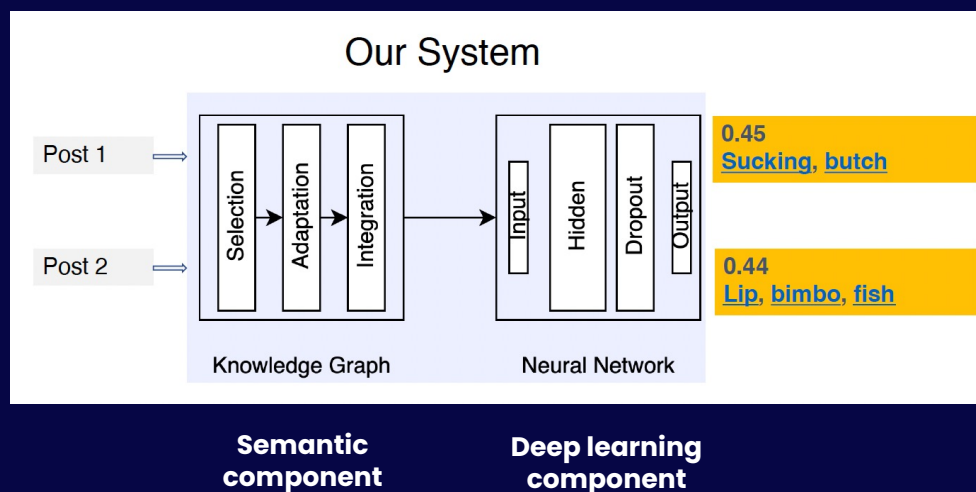 Our System
Post 1
Post 2
Selection
Adaptation
Integration
Knowledge Graph
Input
Hidden
Dropout
Output
Neural Network
0.45
Sucking, butch
0.44
Lip, bimbo, fish
Semantic
component
Deep learning
component